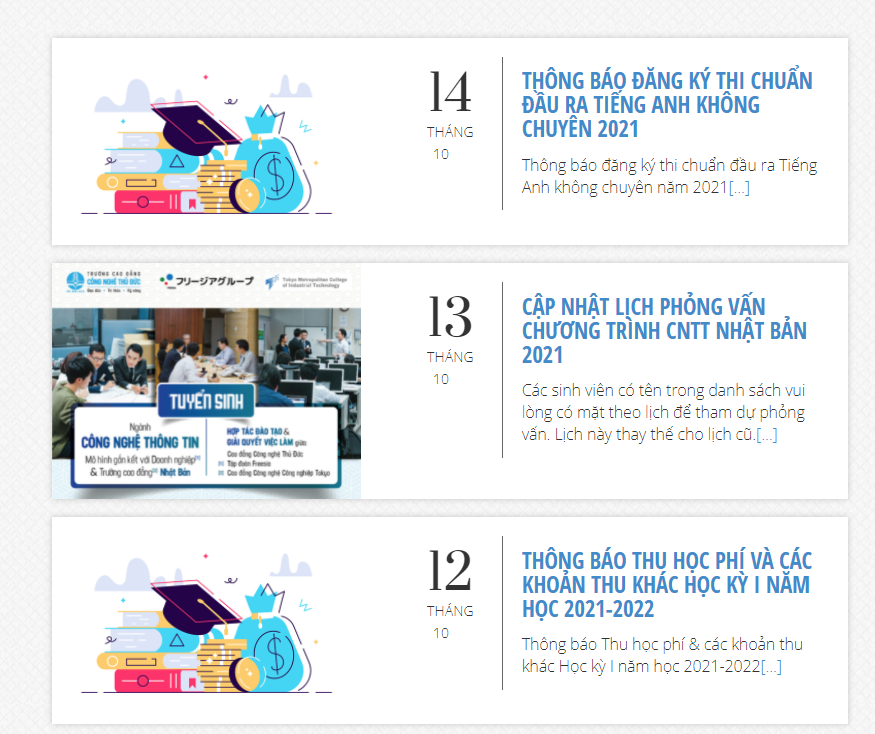 14
THÁNG
10
THÔNG BÁO ĐĂNG KÝ THI CHUẨN
ĐẦU RA TIẾNG ANH KHÔNG
CHUYÊN 2021
Thông báo đăng ký thi chuẩn đầu ra Tiếng
Anh không chuyên năm 2021[...]
TRƯỜNG CAO ĐẲNG
CÔNG NGHỆ THỦ ĐỨC
フリージアグループ
Tokyo Metropolitan College
of Industrial Technology
TUYỂN SINH
Ngành
CÔNG NGHỆ THÔNG TIN
Mô hình gắn kết với Doanh nghiệp
& Trường cao đẳng Nhật Bản
HỢP TÁC ĐÀO TẠO &
GIẢI QUYẾT VIỆC LÀM giữa
Cao đẳng Công nghệ Thủ Đức
Tập đoàn Freesia
Cao đẳng Công nghệ Công nghiệp Tokyo
13
THÁNG
10
CẬP NHẬT LỊCH PHỎNG VẤN
CHƯƠNG TRÌNH CNTT NHẬT BẢN
2021
Các sinh viên có tên trong danh sách vui
lòng có mặt theo lịch để tham dự phỏng
vấn. Lịch này thay thế cho lịch cũ.[...]
12
THÁNG
10
THÔNG BÁO THU HỌC PHÍ VÀ CÁC
KHOẢN THU KHÁC HỌC KỲ I NĂM
HỌC 2021-2022
Thông báo Thu học phí & các khoản thu
khác Học kỳ I năm học 2021-2022[...]